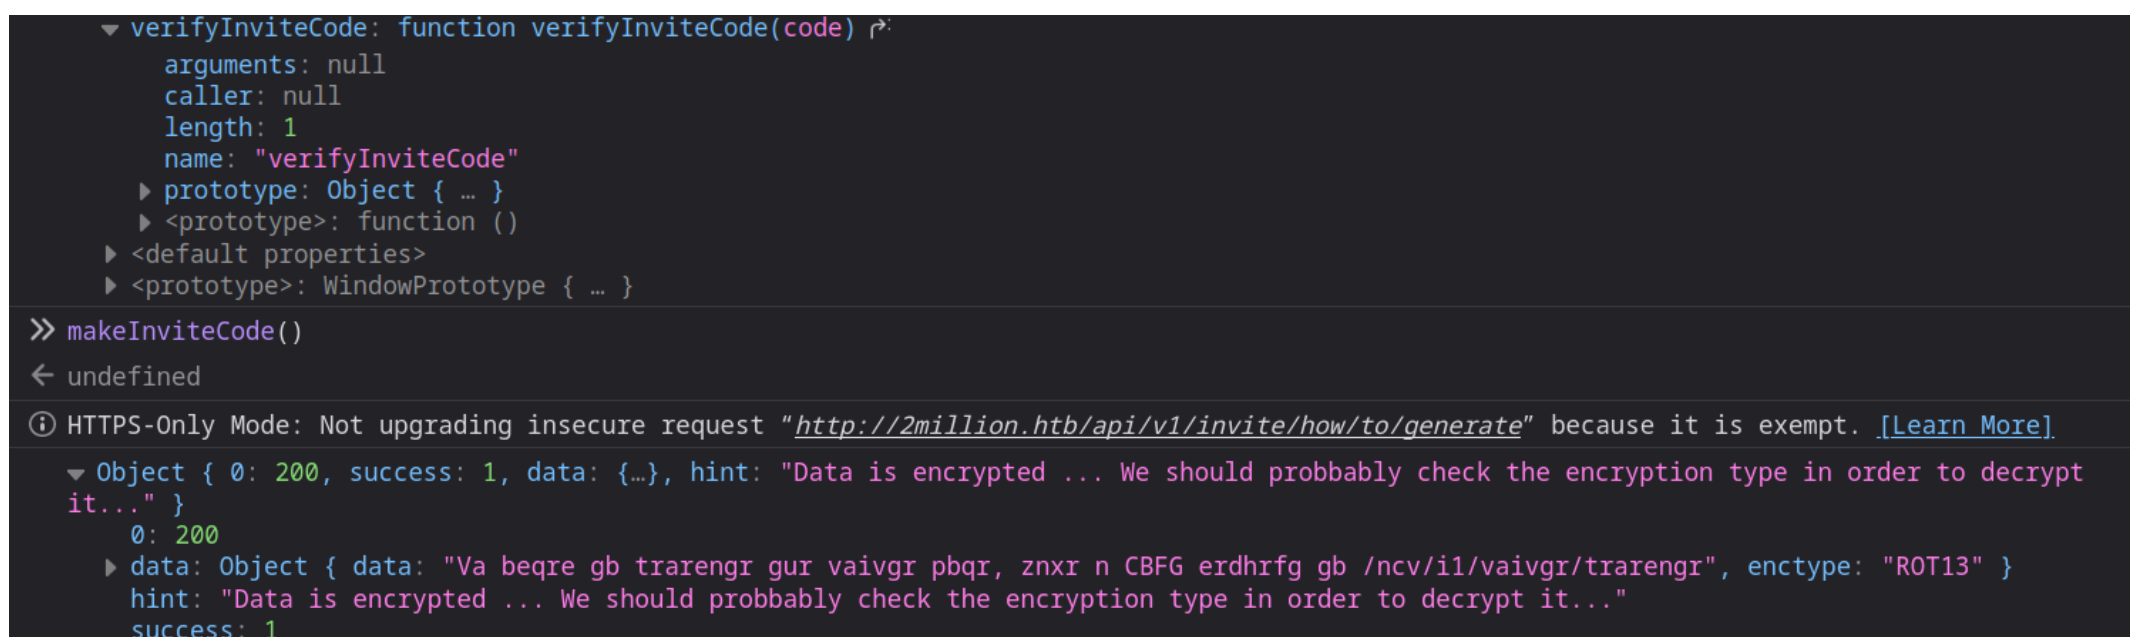 ▼ verifyInviteCode: function verifyInviteCode(code)
arguments: null
caller: null
length: 1
name: "verifyInviteCode"
▶ prototype: Object { … }
▶ <prototype>: function ()
▶ <default properties>
▶ <prototype>: WindowPrototype { … }
>> makeInviteCode()
← undefined
HTTPS-Only Mode: Not upgrading insecure request “http://2million.htb/api/v1/invite/how/to/generate” because it is exempt. [Learn More]
▼ Object { 0: 200, success: 1, data: {…}, hint: "Data is encrypted ... We should probbably check the encryption type in order to decrypt
it..." }
0: 200
▶ data: Object { data: "Va beqre gb trarengr gur vaivgr pbqr, znxr n CBFG erdhrfg gb /ncv/i1/vaivgr/trarengr", enctype: "ROT13" }
hint: "Data is encrypted ... We should probbably check the encryption type in order to decrypt it..."
success: 1